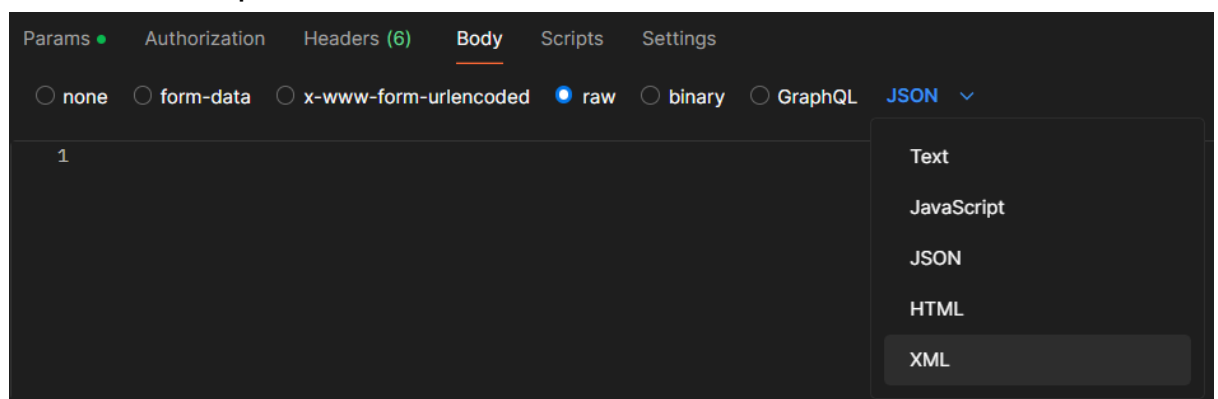 Params Authorization Headers (6) Body Scripts Settings
none form-data x-www-form-urlencoded raw binary GraphQL JSON
1
Text
JavaScript
JSON
HTML
XML